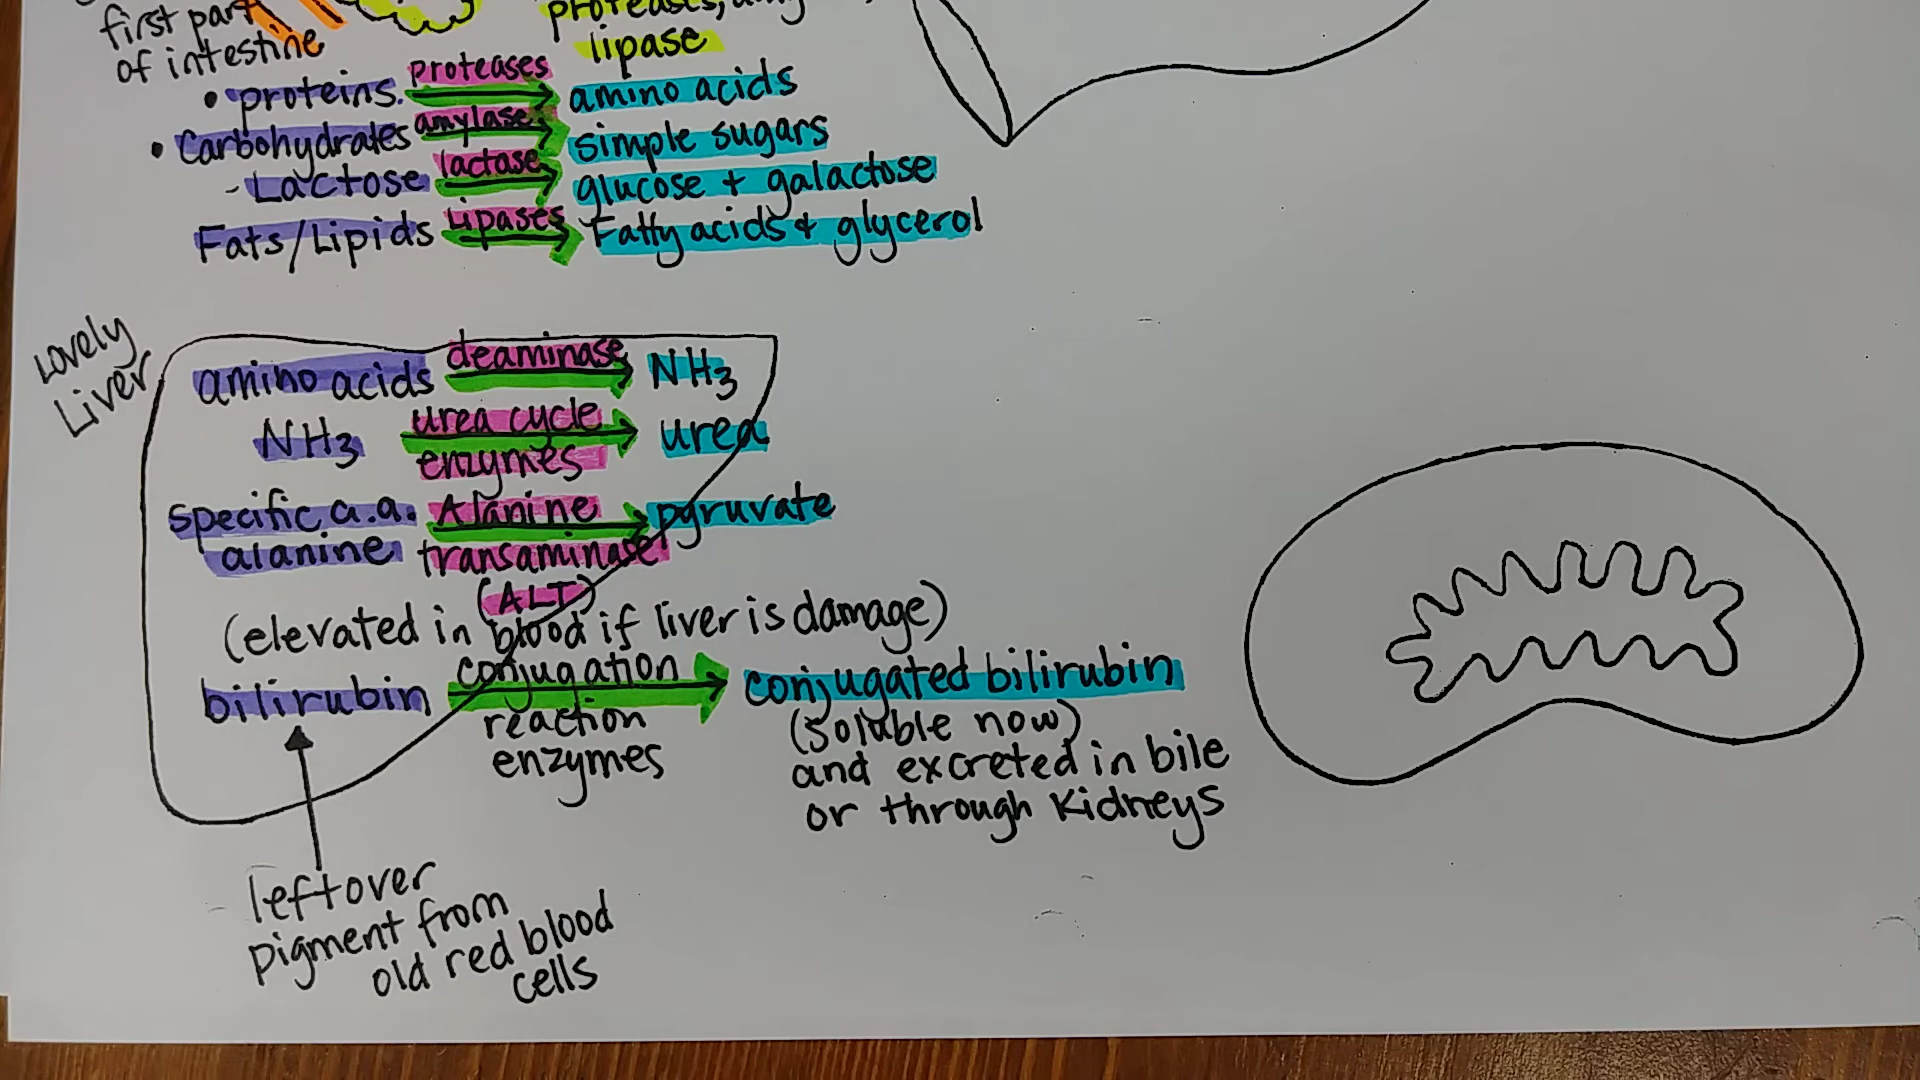 first part
of intestine
proteases,
lipase
• proteins proteases amino acids
• Carbohydrates amylase simple sugars
- Lactose lactase glucose + galactose
Fats/Lipids Lipases Fatty acids + glycerol
Lovely
Liver
amino acids deaminase NH3
NH3 urea cycle enzymes urea
specific a.a. alanine Alanine transaminase (ALT) pyruvate
(elevated in blood if liver is damage)
bilirubin conjugation reaction enzymes conjugated bilirubin
(soluble now)
and excreted in bile
or through kidneys
leftover
pigment from
old red blood
cells